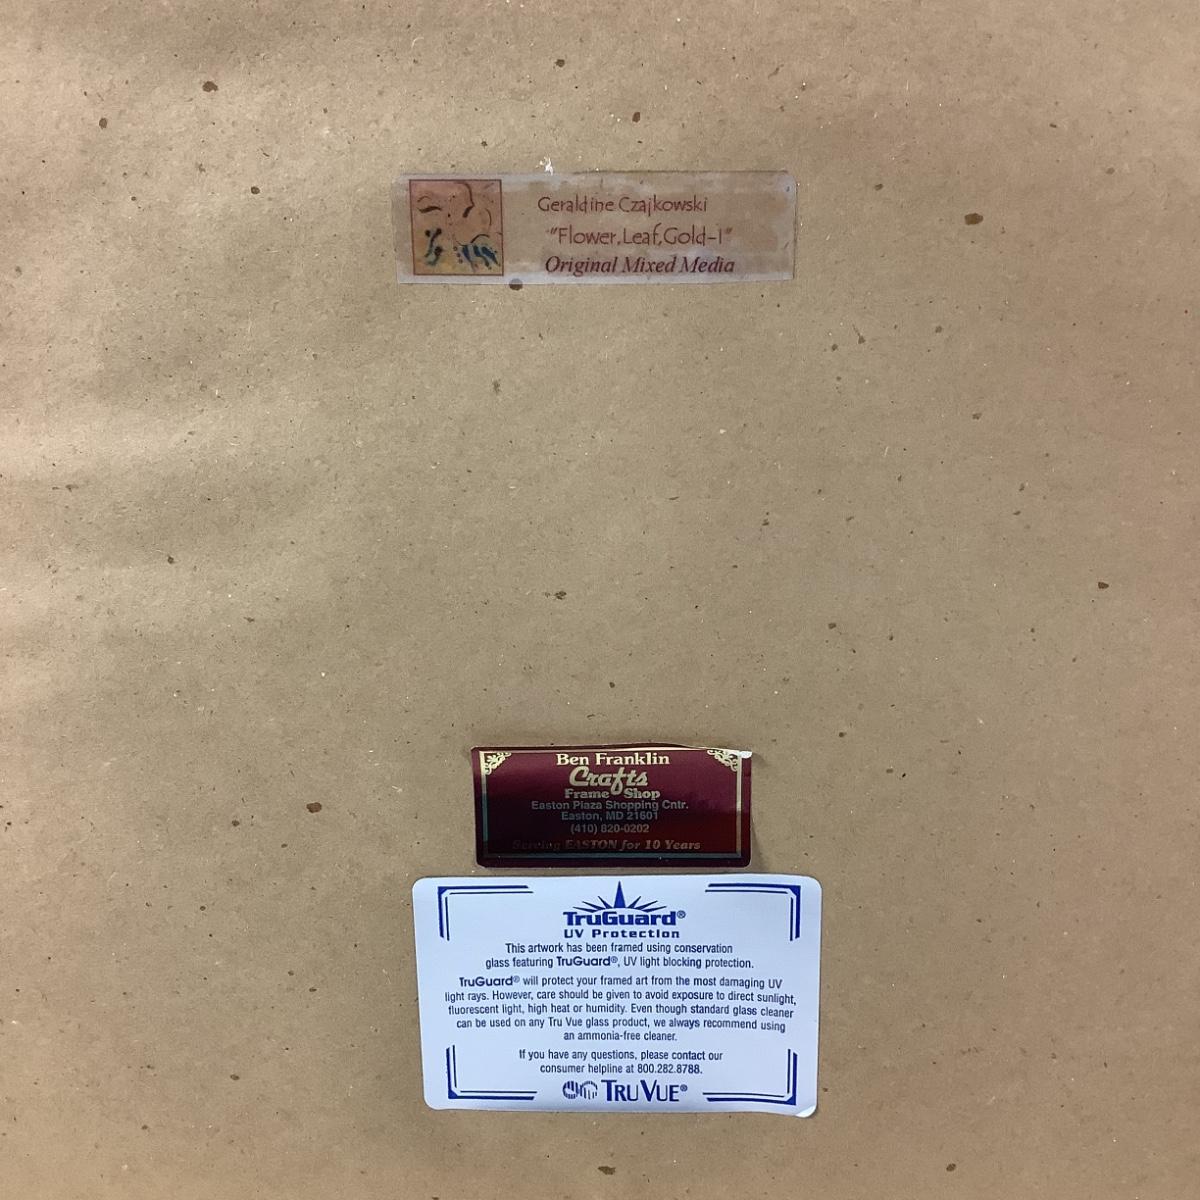 Geraldine Czajkowski
"Flower,Leaf,Gold-1"
Original Mixed Media
Ben Franklin
Crafts
Frame Shop
Easton Plaza Shopping Cntr.
Easton, MD 21601
(410) 820-0202
Serving EASTON for 10 Years
TruGuard®
UV Protection
This artwork has been framed using conservation
glass featuring TruGuard®, UV light blocking protection.
TruGuard® will protect your framed art from the most damaging UV
light rays. However, care should be given to avoid exposure to direct sunlight,
fluorescent light, high heat or humidity. Even though standard glass cleaner
can be used on any Tru Vue glass product, we always recommend using
an ammonia-free cleaner.
If you have any questions, please contact our
consumer helpline at 800.282.8788.
TRU VUE®